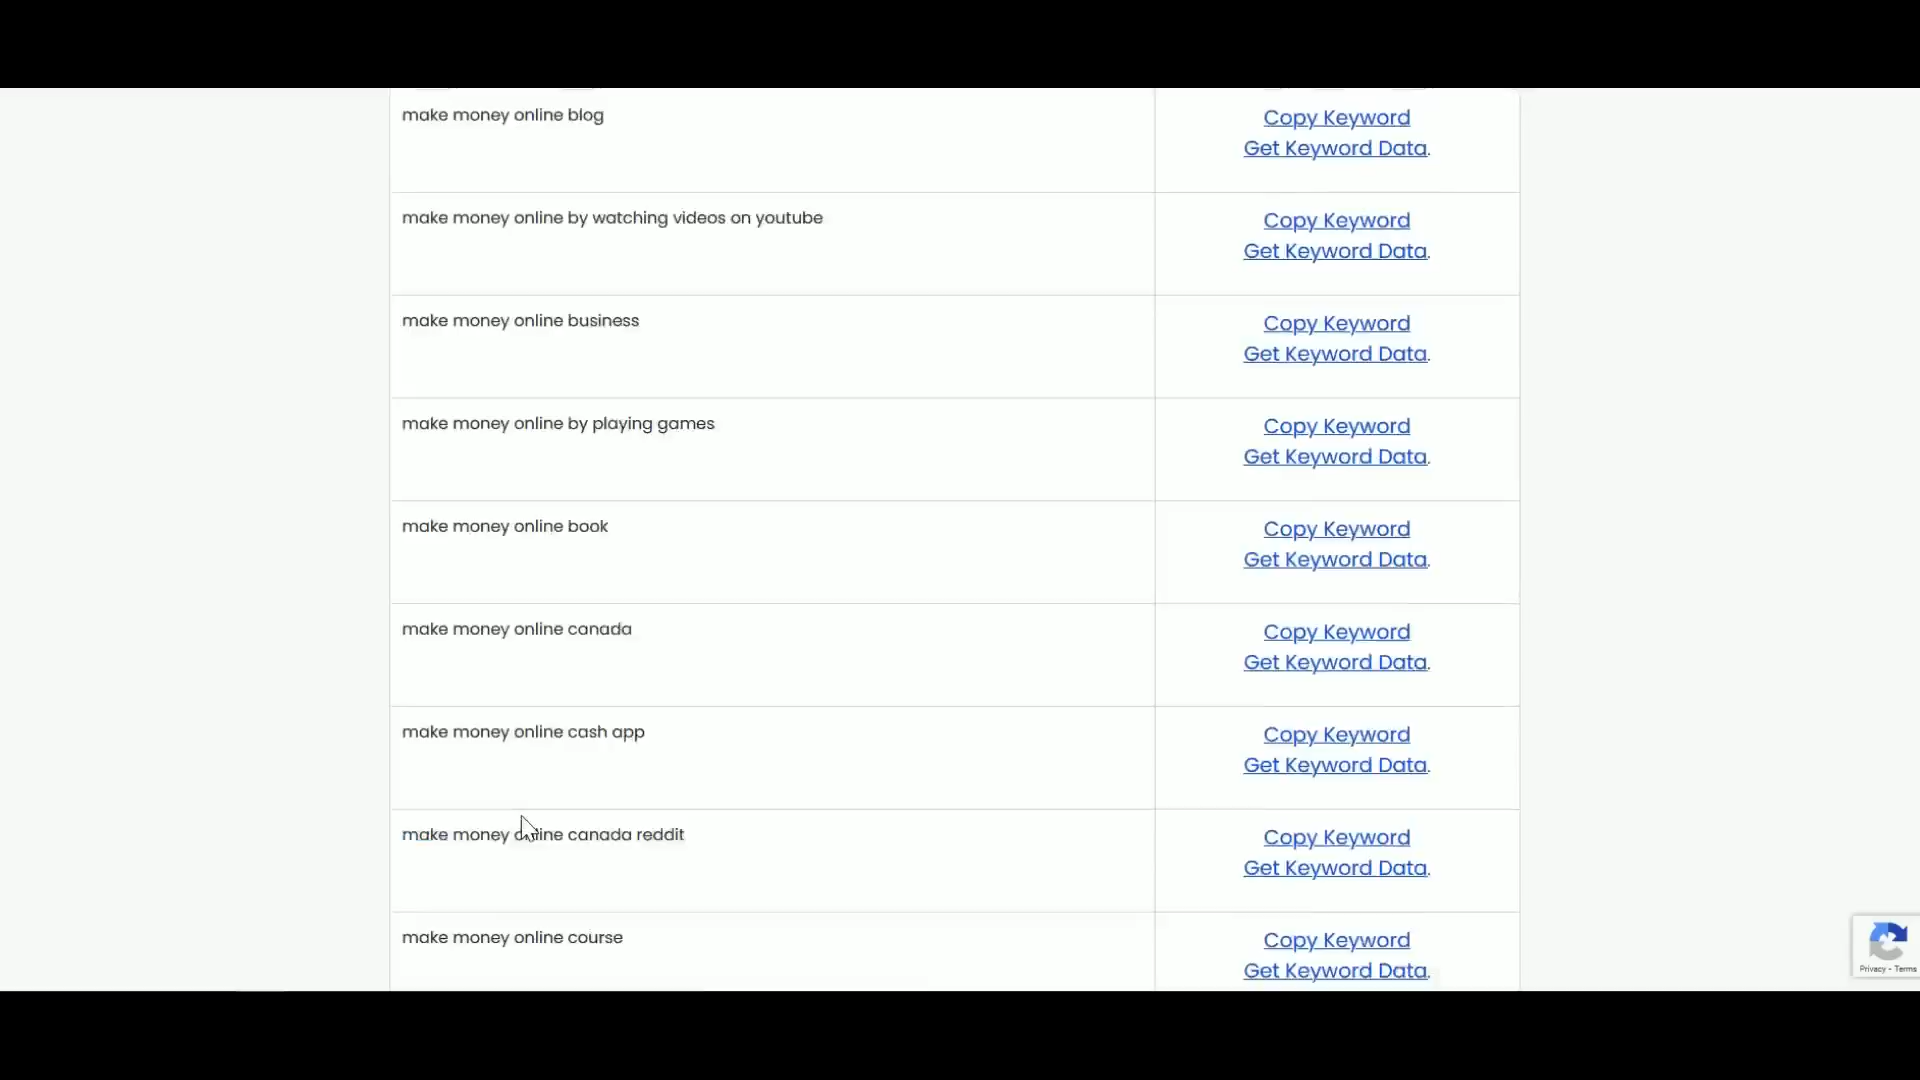 make money online blog
Copy Keyword
Get Keyword Data.
make money online by watching videos on youtube
Copy Keyword
Get Keyword Data.
make money online business
Copy Keyword
Get Keyword Data.
make money online by playing games
Copy Keyword
Get Keyword Data.
make money online book
Copy Keyword
Get Keyword Data.
make money online canada
Copy Keyword
Get Keyword Data.
make money online cash app
Copy Keyword
Get Keyword Data.
make money online canada reddit
Copy Keyword
Get Keyword Data.
make money online course
Copy Keyword
Get Keyword Data.
Privacy - Terms